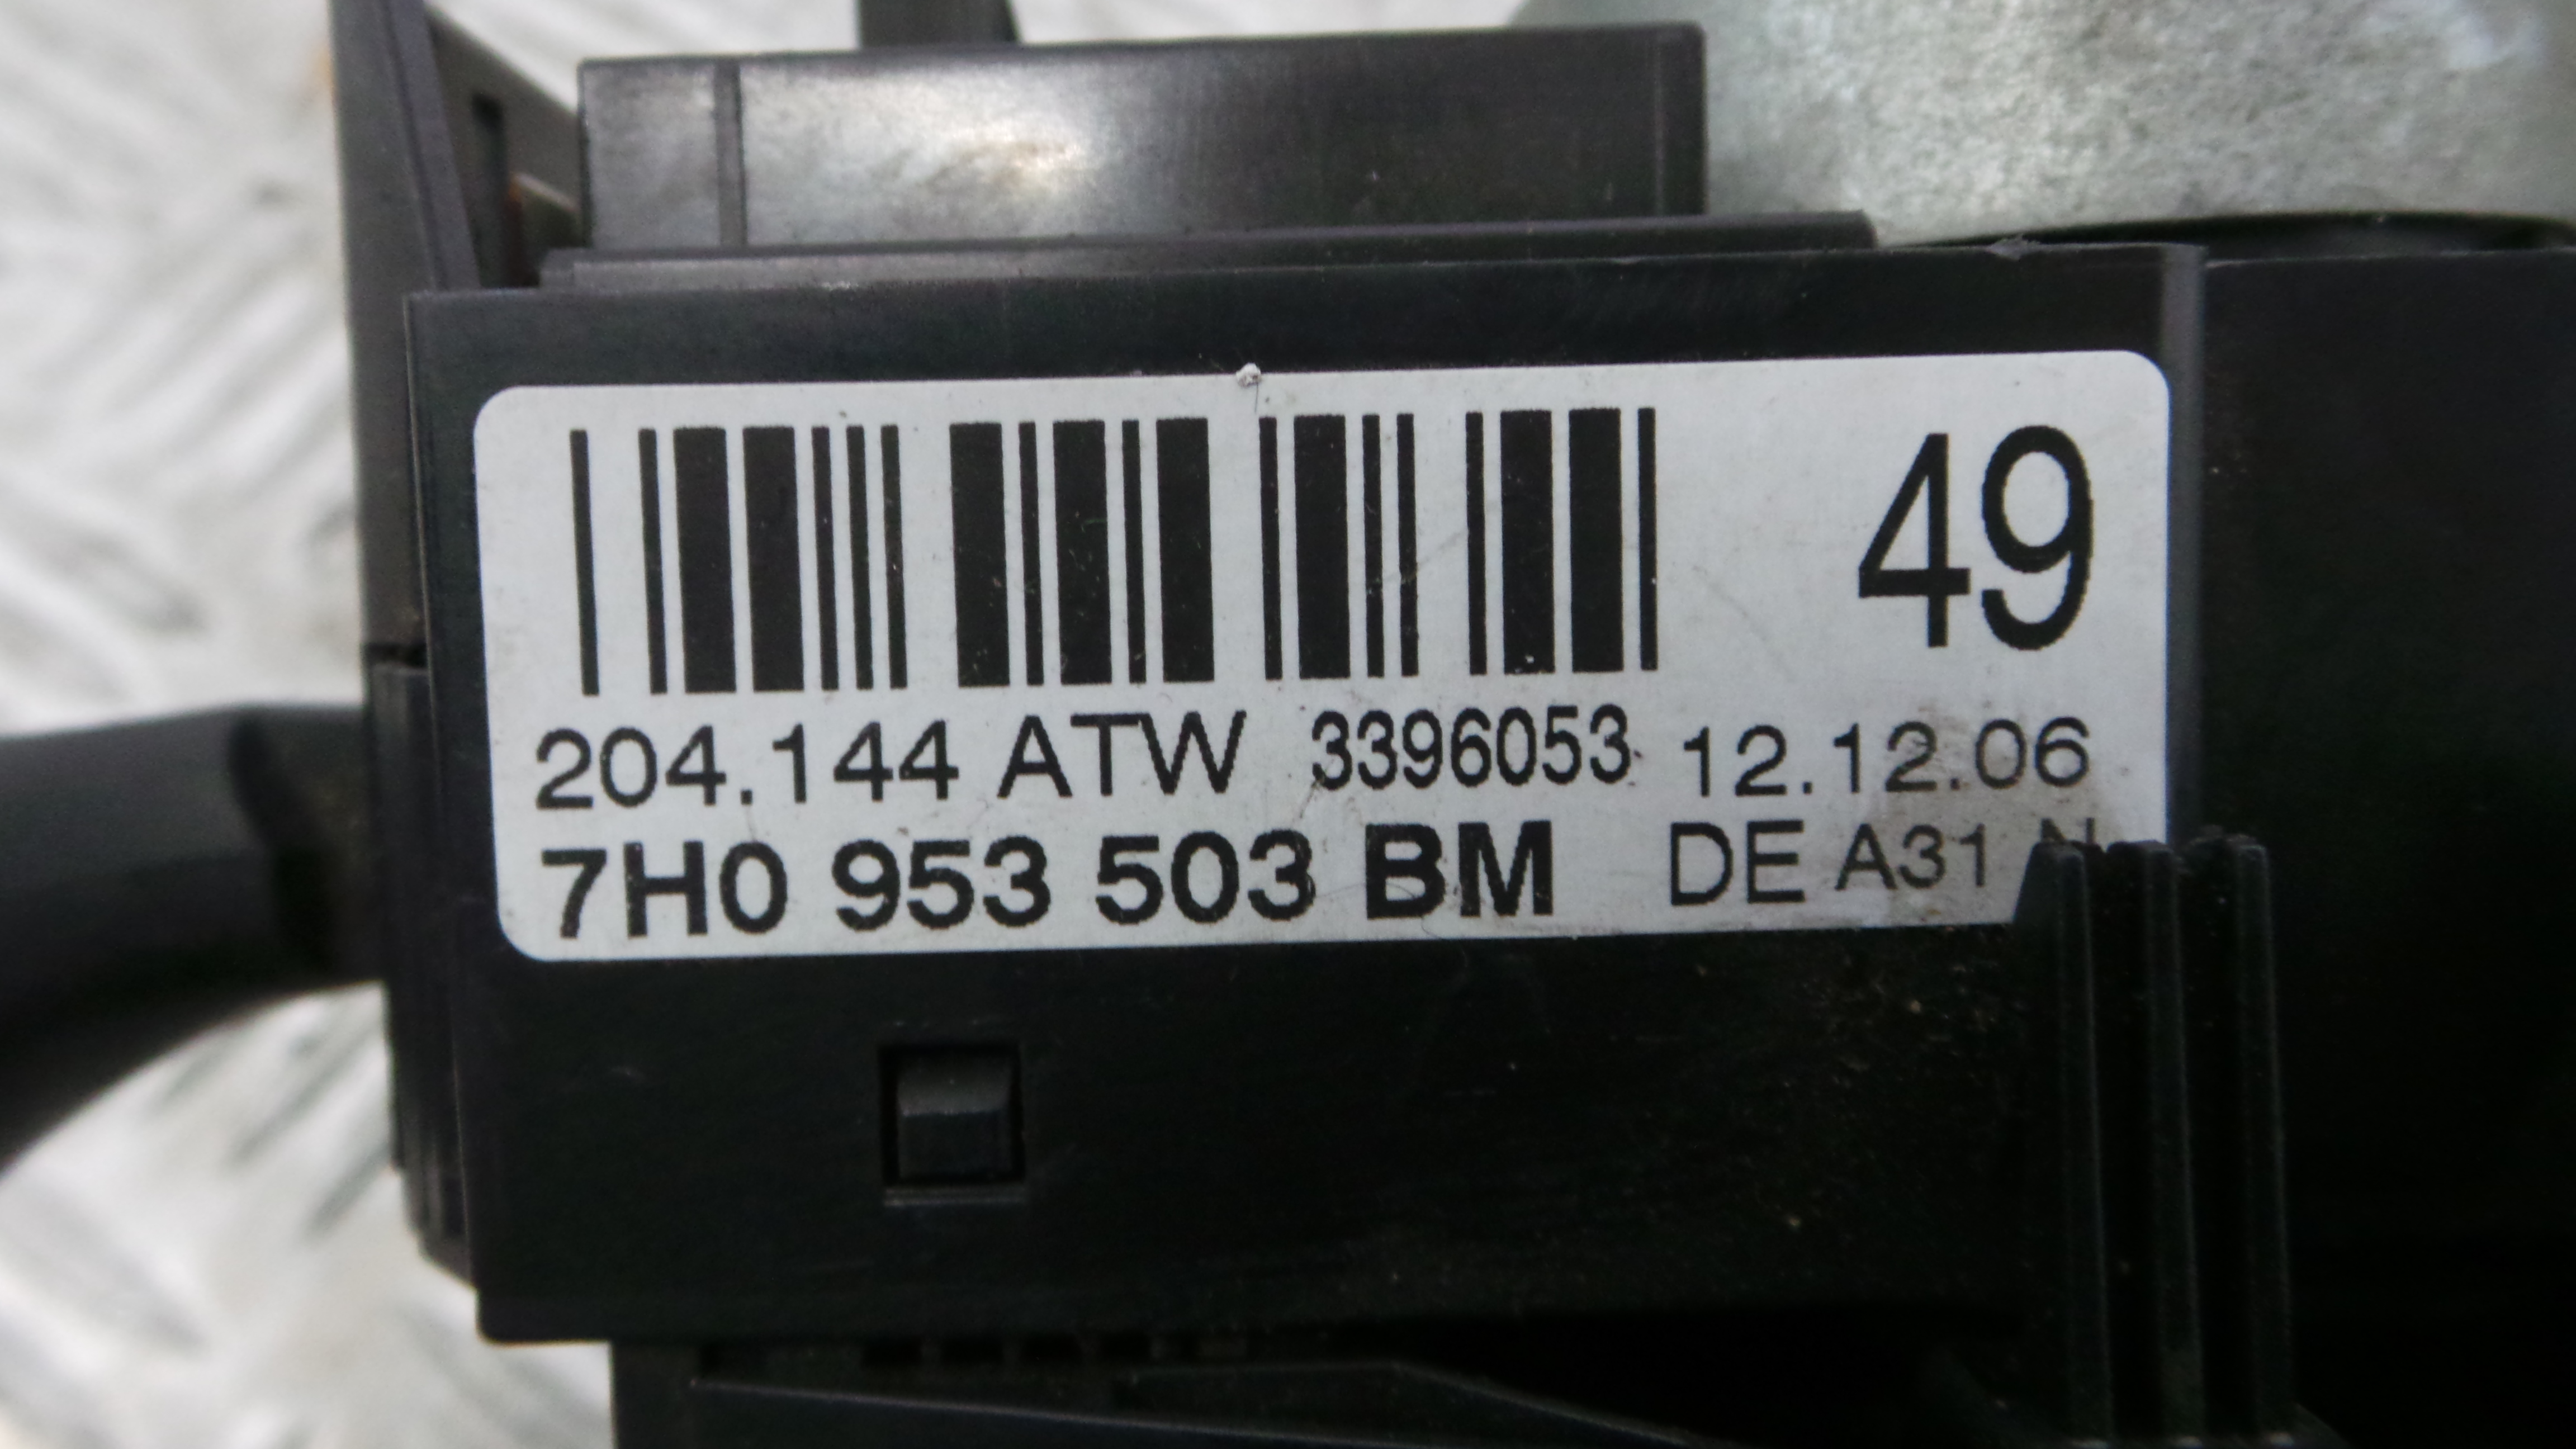 49
204.144 ATW 3396053 12.12.06
7H0 953 503 BM DE A31 N